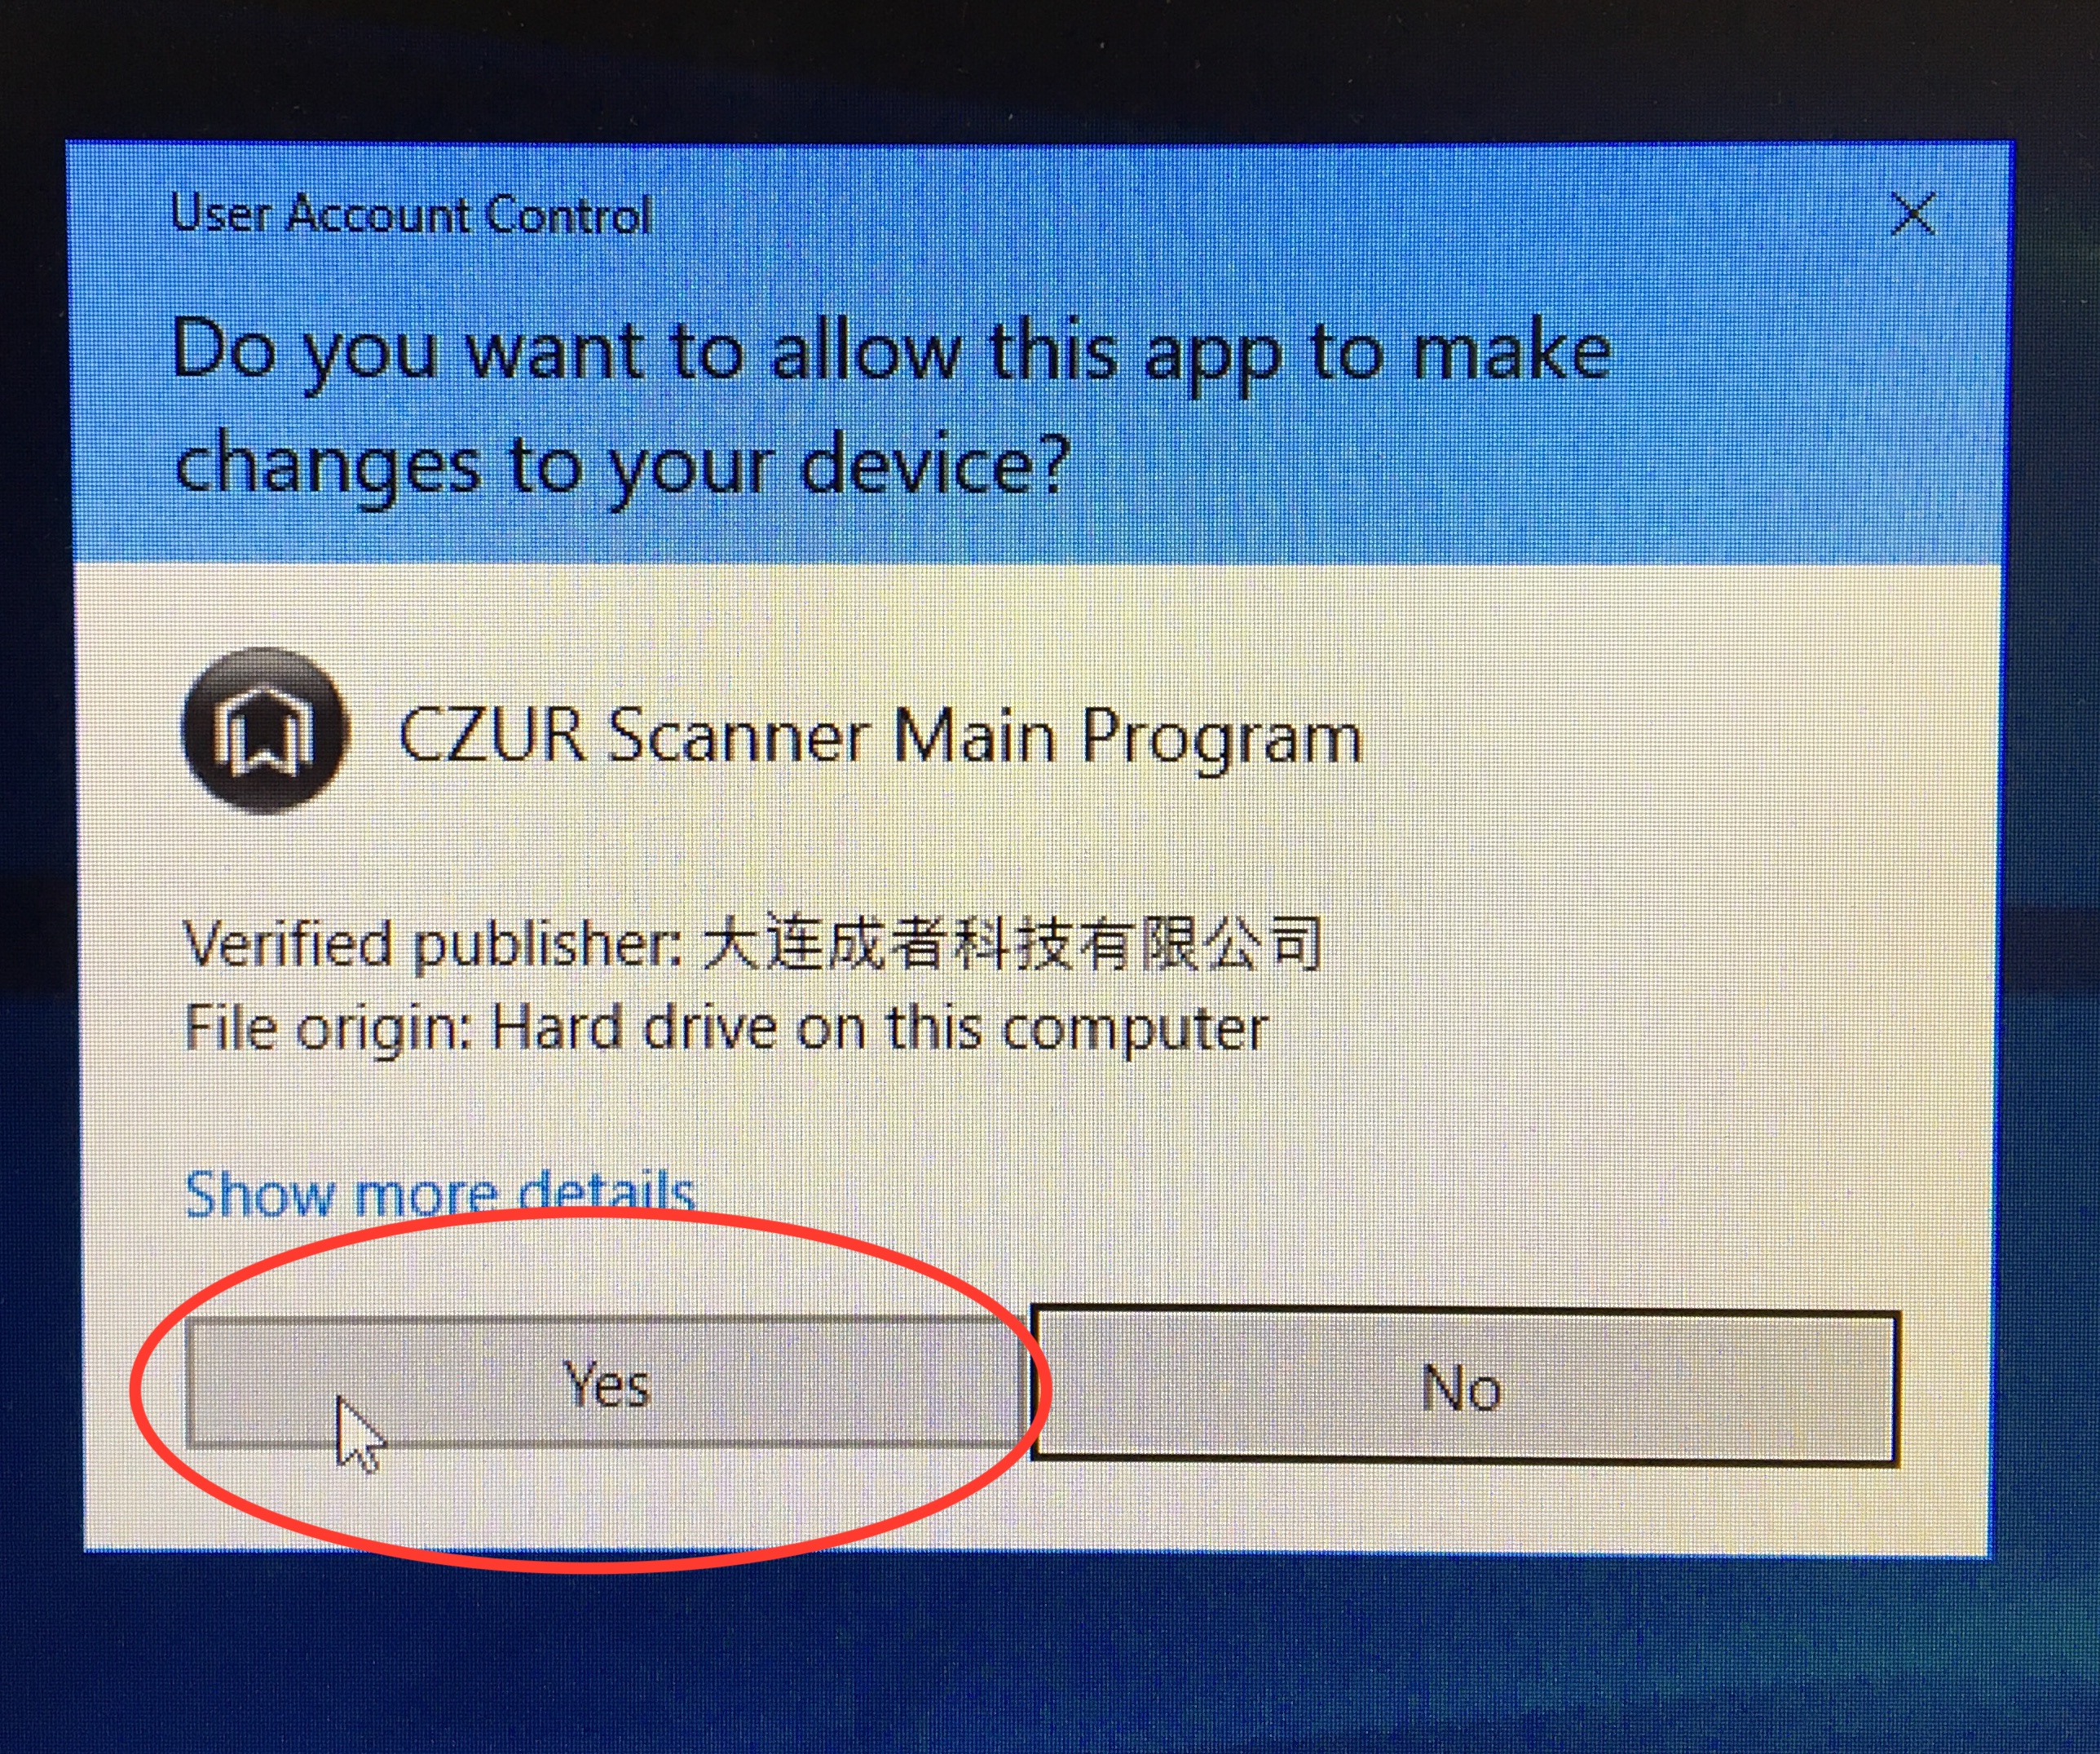 User Account Control
Do you want to allow this app to make
changes to your device?
CZUR Scanner Main Program
Verified publisher: 大连成者科技有限公司
File origin: Hard drive on this computer
Show more details
Yes
No